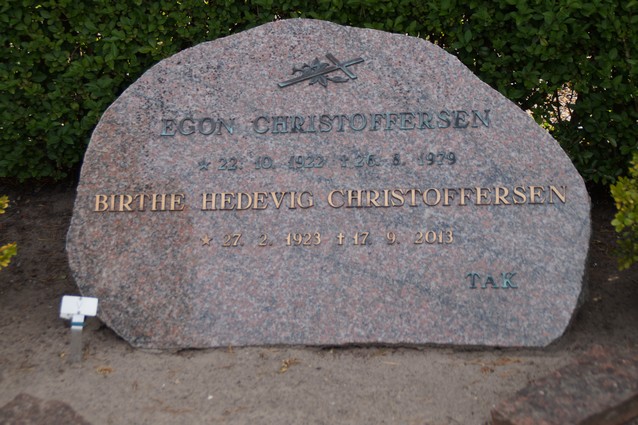 EGON CHRISTOFFERSEN
★ 22. 10. 1922 ✝ 26. 8. 1979
BIRTHE HEDEVIG CHRISTOFFERSEN
★ 27. 2. 1923 ✝ 17. 9. 2013
TAK